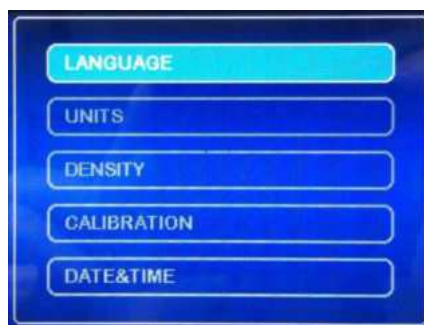 LANGUAGE
UNITS
DENSITY
CALIBRATION
DATE&TIME